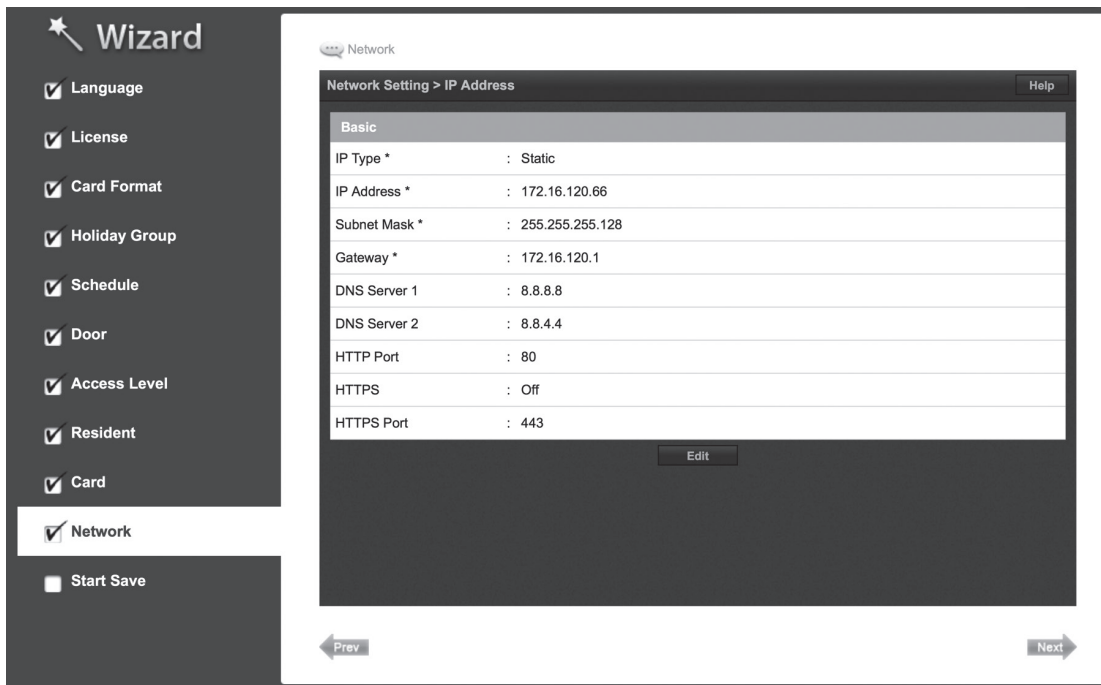 Wizard
Language
License
Card Format
Holiday Group
Schedule
Door
Access Level
Resident
Card
Network
Start Save
Network
Network Setting > IP Address Help
Basic
IP Type * : Static
IP Address * : 172.16.120.66
Subnet Mask * : 255.255.255.128
Gateway * : 172.16.120.1
DNS Server 1 : 8.8.8.8
DNS Server 2 : 8.8.4.4
HTTP Port : 80
HTTPS : Off
HTTPS Port : 443
Edit
Prev Next